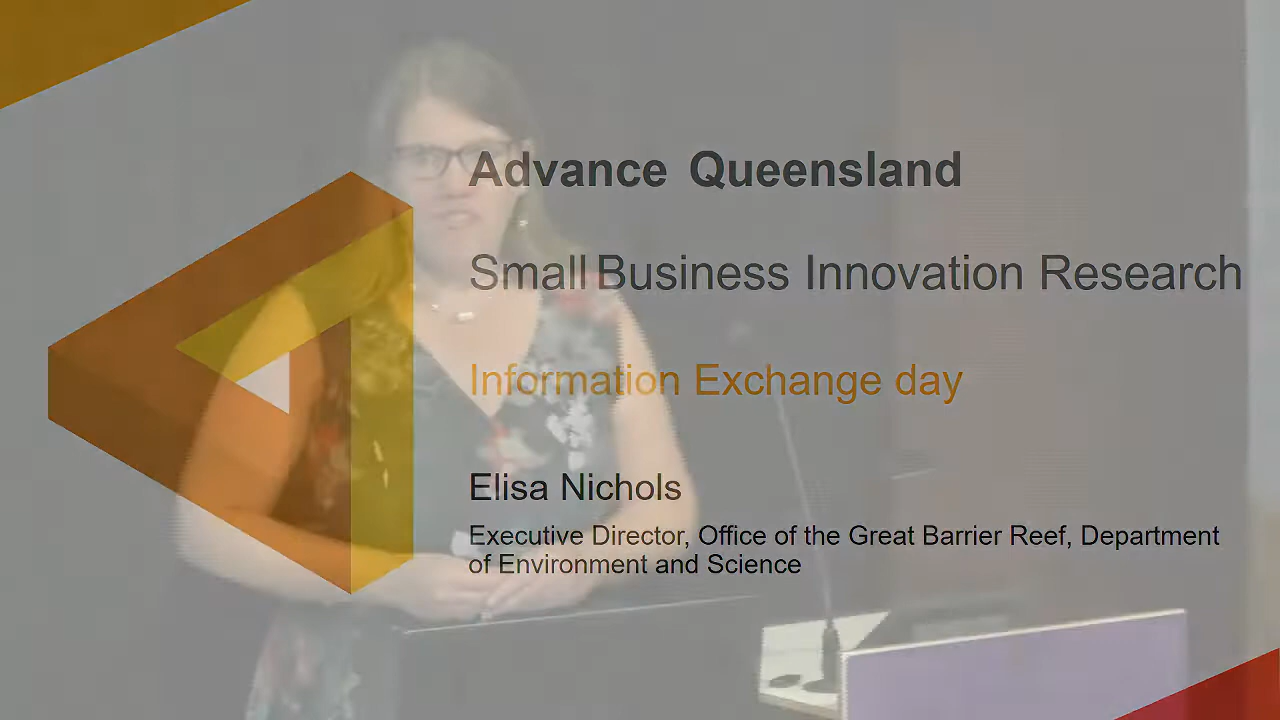 Advance Queensland
Small Business Innovation Research
Information Exchange day
Elisa Nichols
Executive Director, Office of the Great Barrier Reef, Department
of Environment and Science